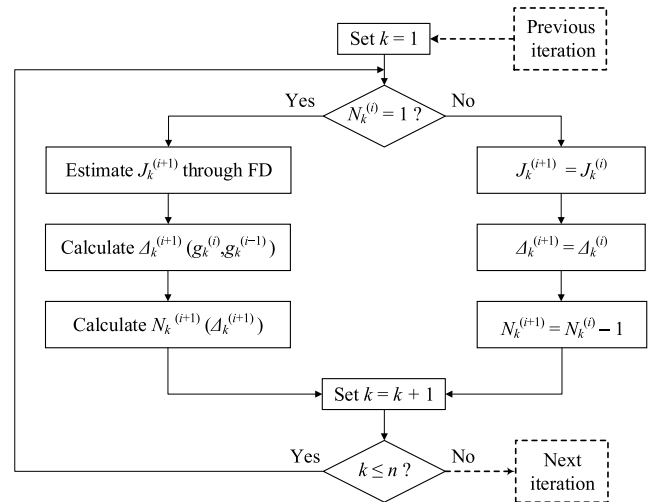 Previous
iteration
Set k = 1
N_k^(i) = 1 ?
Yes
No
Estimate J_k^(i+1) through FD
J_k^(i+1) = J_k^(i)
Calculate Δ_k^(i+1) (g_k^(i),g_k^(i−1))
Δ_k^(i+1) = Δ_k^(i)
Calculate N_k^(i+1) (Δ_k^(i+1))
N_k^(i+1) = N_k^(i) − 1
Set k = k + 1
Yes
k ≤ n ?
No
Next
iteration